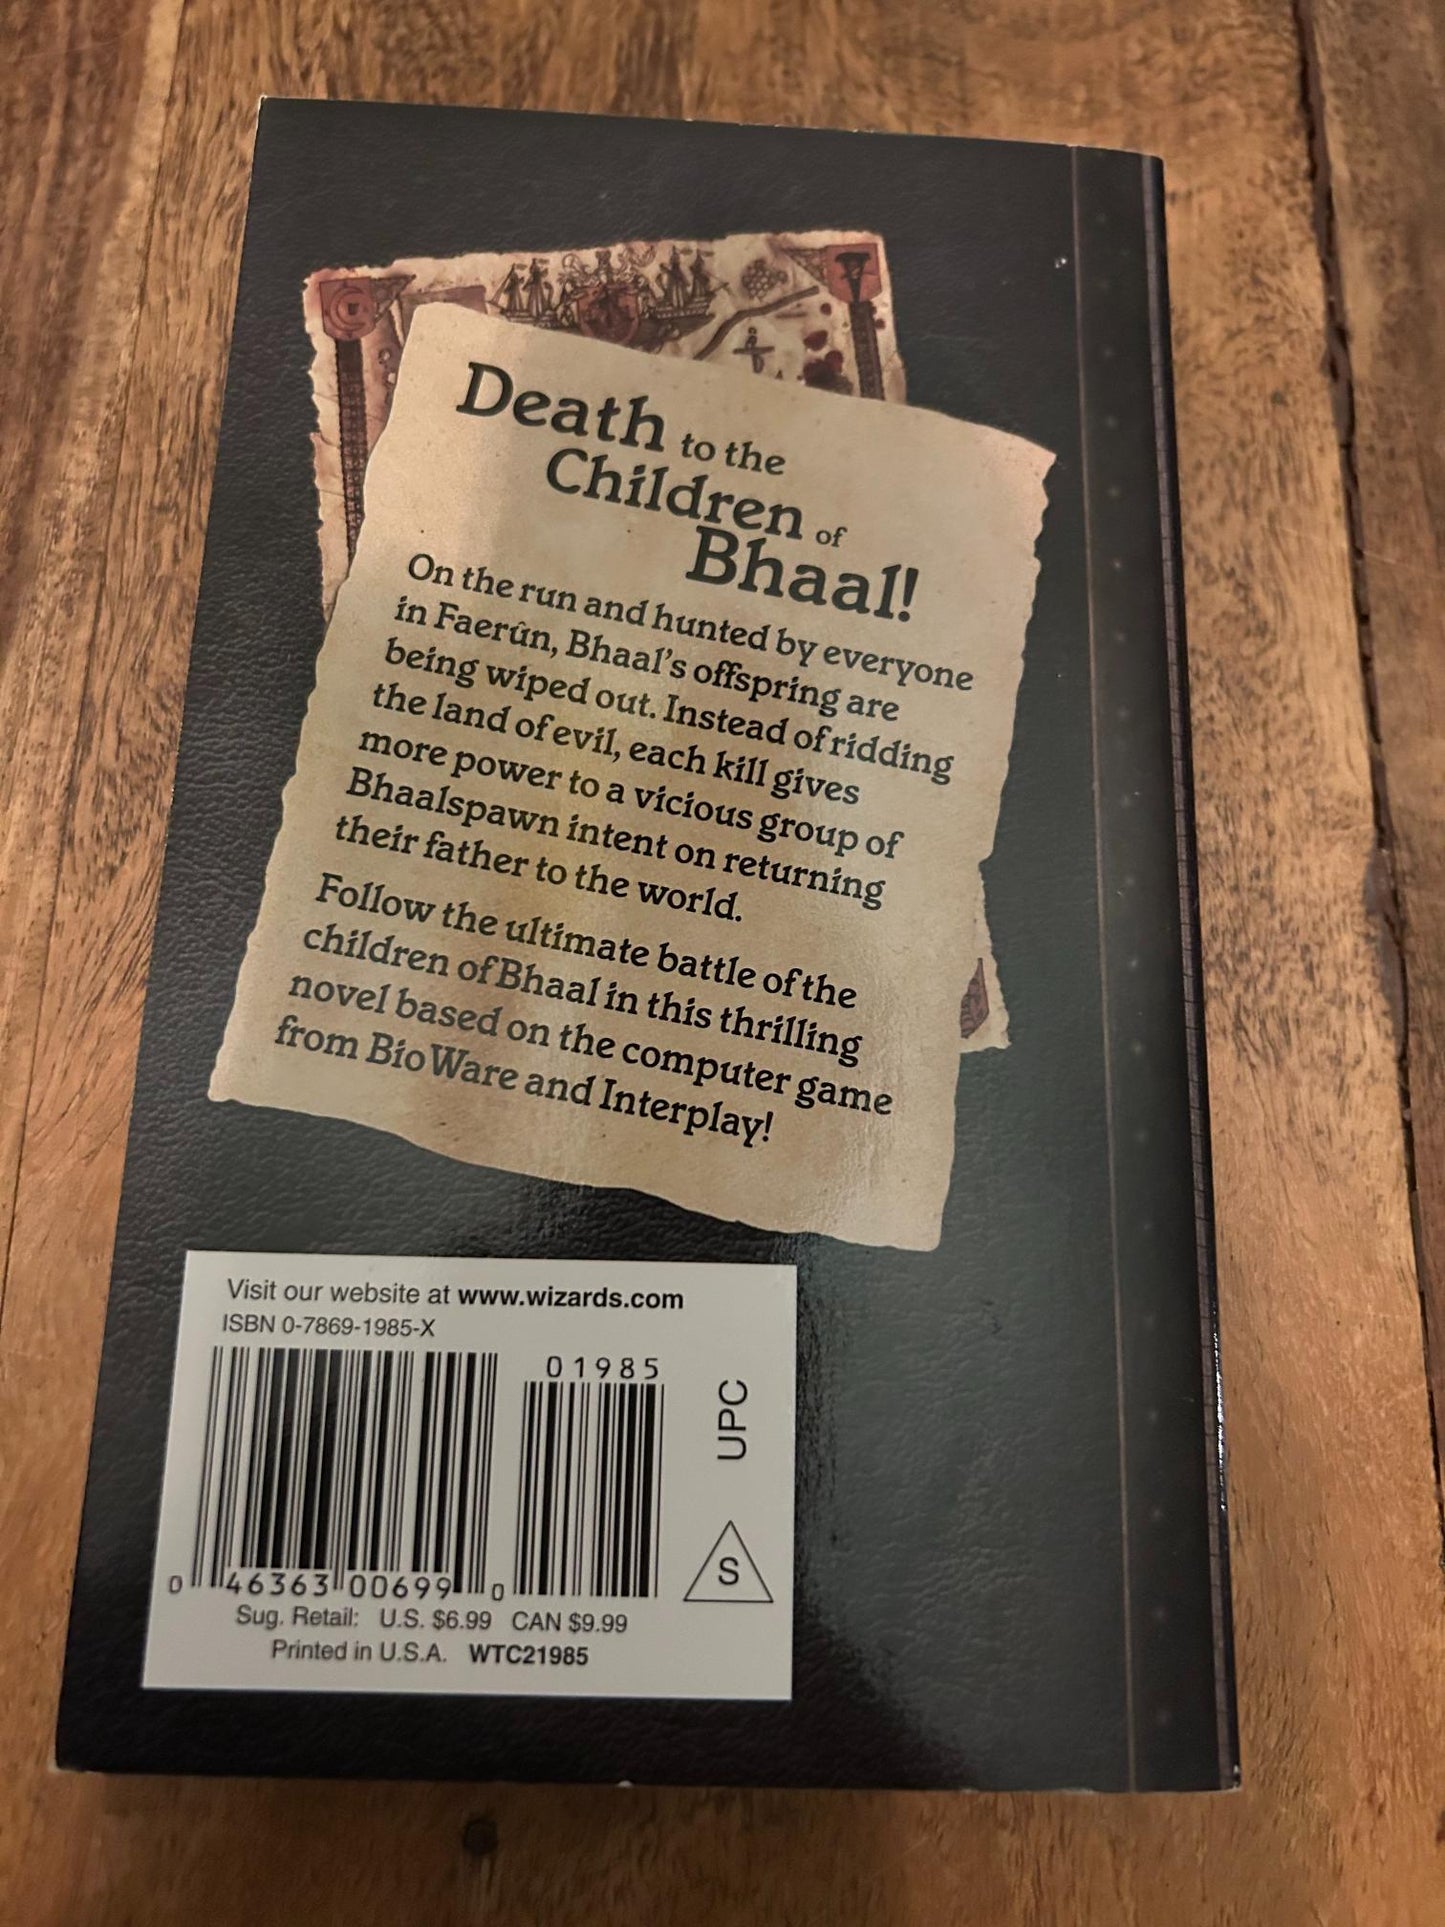 Death to the
Children of
Bhaal!
On the run and hunted by everyone
in Faerûn, Bhaal's offspring are
being wiped out. Instead of ridding
the land of evil, each kill gives
more power to a vicious group of
Bhaalspawn intent on returning
their father to the world.
Follow the ultimate battle of the
children of Bhaal in this thrilling
novel based on the computer game
from BioWare and Interplay!
Visit our website at www.wizards.com
ISBN 0-7869-1985-X
01985
UPC
S
0 46363 00699 0
Sug. Retail: U.S. $6.99 CAN $9.99
Printed in U.S.A. WTC21985